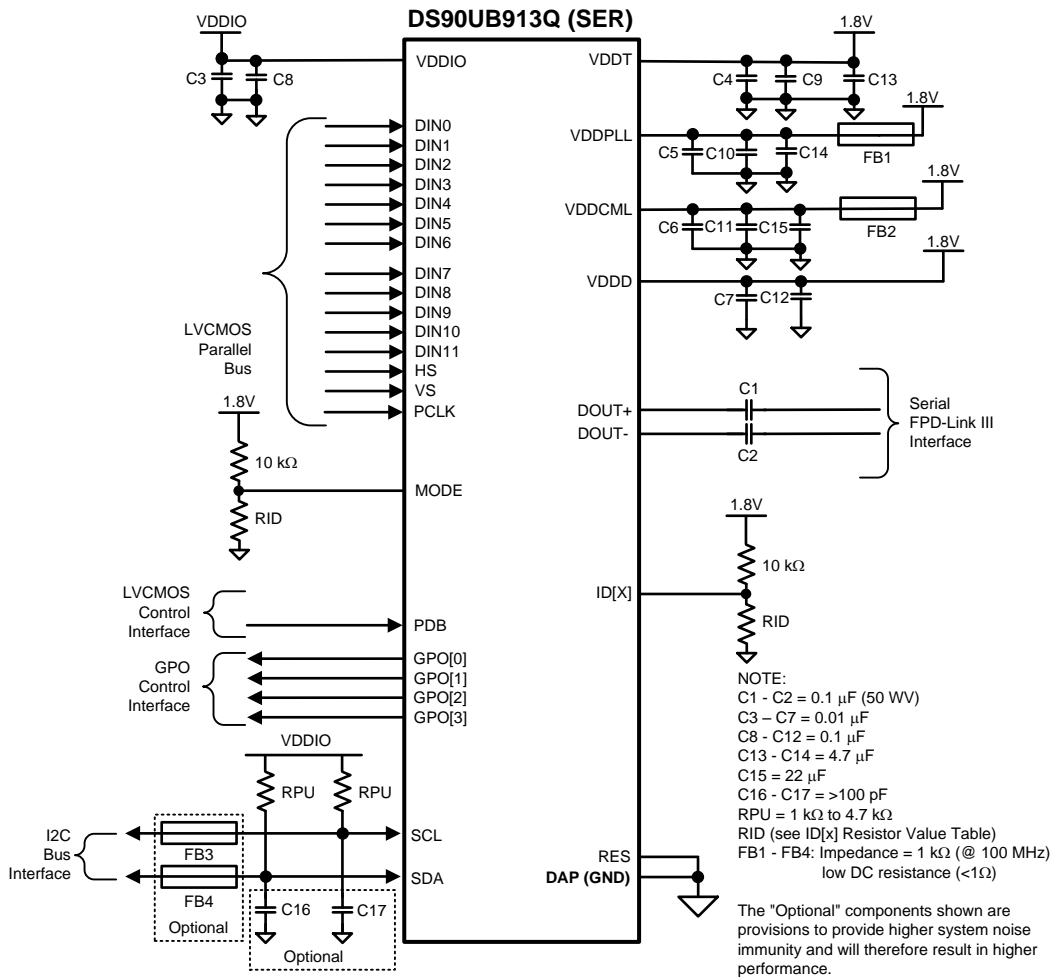 DS90UB913Q (SER)
VDDIO
C3
C8
VDDIO
DIN0
DIN1
DIN2
DIN3
DIN4
DIN5
DIN6
DIN7
DIN8
DIN9
DIN10
DIN11
HS
VS
PCLK
LVCMOS
Parallel
Bus
1.8V
10 kΩ
MODE
RID
LVCMOS
Control
Interface
PDB
GPO
Control
Interface
GPO[0]
GPO[1]
GPO[2]
GPO[3]
VDDIO
RPU
RPU
I2C
Bus
Interface
FB3
SCL
FB4
SDA
Optional
C16
C17
Optional
1.8V
VDDT
C4
C9
C13
1.8V
VDDPLL
C5
C10
C14
FB1
1.8V
VDDCML
C6
C11
C15
FB2
1.8V
VDDD
C7
C12
C1
DOUT+
DOUT-
C2
Serial
FPD-Link III
Interface
1.8V
10 kΩ
ID[X]
RID
RES
DAP (GND)
NOTE:
C1 - C2 = 0.1 μF (50 WV)
C3 – C7 = 0.01 μF
C8 - C12 = 0.1 μF
C13 - C14 = 4.7 μF
C15 = 22 μF
C16 - C17 = >100 pF
RPU = 1 kΩ to 4.7 kΩ
RID (see ID[x] Resistor Value Table)
FB1 - FB4: Impedance = 1 kΩ (@ 100 MHz)
low DC resistance (<1Ω)
The "Optional" components shown are
provisions to provide higher system noise
immunity and will therefore result in higher
performance.